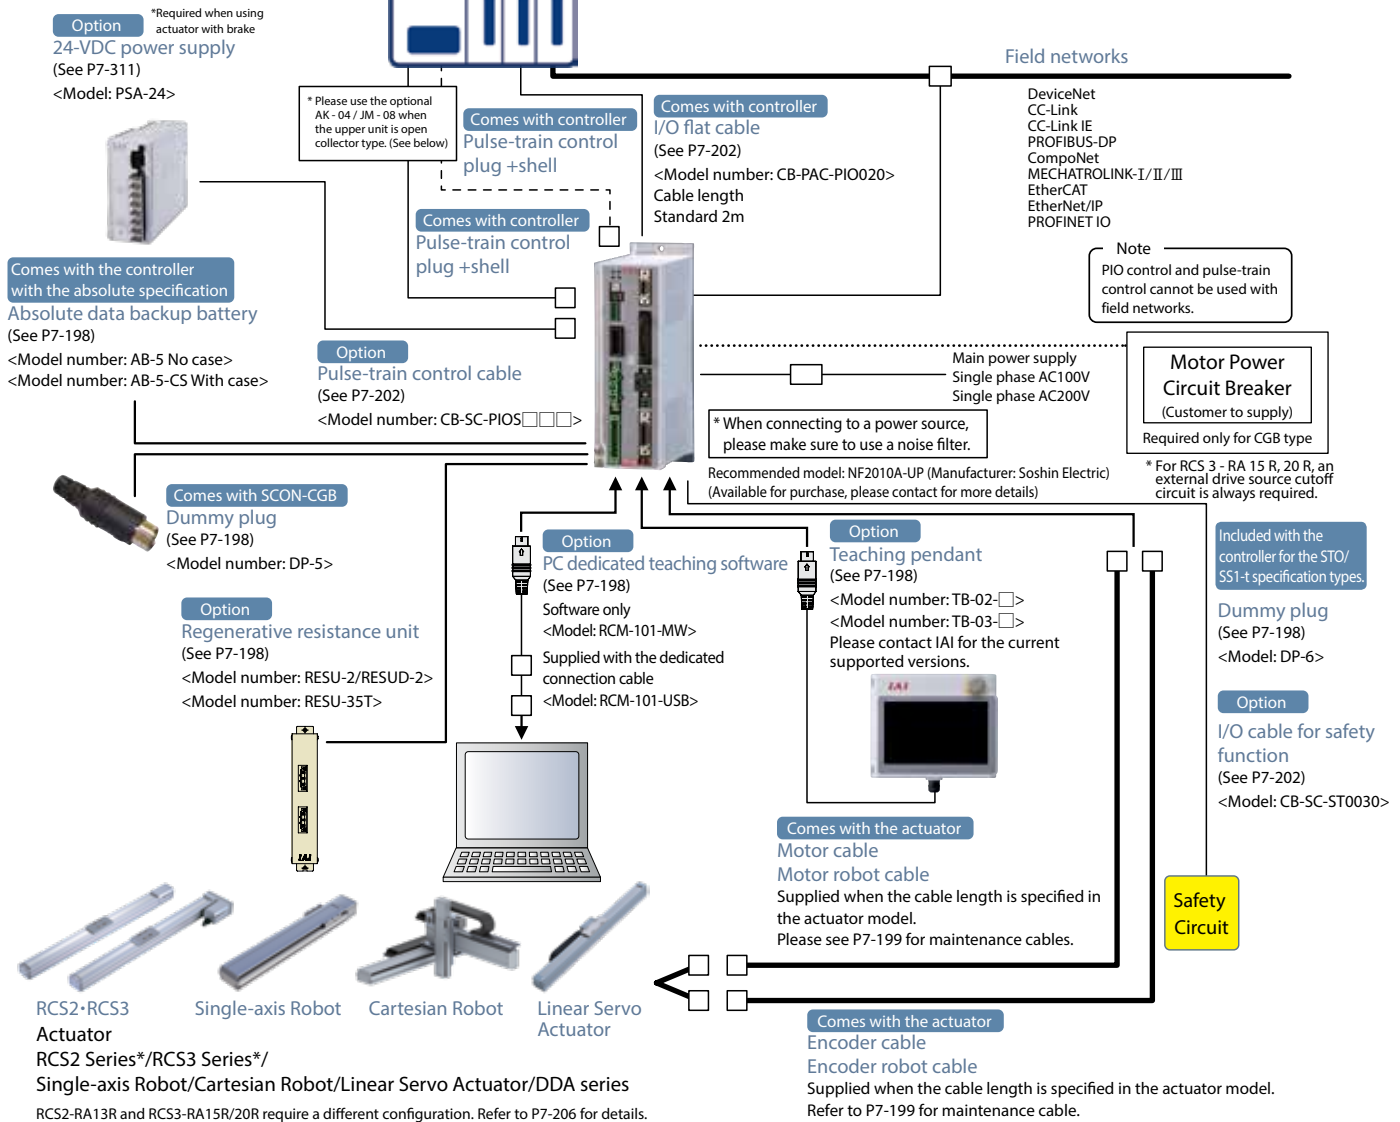 Option
*Required when using
actuator with brake
24-VDC power supply
(See P7-311)
<Model: PSA-24>
* Please use the optional
AK - 04 / JM - 08 when
the upper unit is open
collector type. (See below)
Comes with controller
Pulse-train control
plug +shell
Comes with controller
Pulse-train control
plug +shell
Comes with controller
I/O flat cable
(See P7-202)
<Model number: CB-PAC-PIO020>
Cable length
Standard 2m
Field networks
DeviceNet
CC-Link
CC-Link IE
PROFIBUS-DP
CompoNet
MECHATROLINK-Ⅰ/Ⅱ/Ⅲ
EtherCAT
EtherNet/IP
PROFINET IO
Note
PIO control and pulse-train
control cannot be used with
field networks.
Comes with the controller
with the absolute specification
Absolute data backup battery
(See P7-198)
<Model number: AB-5 No case>
<Model number: AB-5-CS With case>
Option
Pulse-train control cable
(See P7-202)
<Model number: CB-SC-PIOS□□□>
Main power supply
Single phase AC100V
Single phase AC200V
Motor Power
Circuit Breaker
(Customer to supply)
Required only for CGB type
* For RCS 3 - RA 15 R, 20 R, an
external drive source cutoff
circuit is always required.
* When connecting to a power source,
please make sure to use a noise filter.
Recommended model: NF2010A-UP (Manufacturer: Soshin Electric)
(Available for purchase, please contact for more details)
Comes with SCON-CGB
Dummy plug
(See P7-198)
<Model number: DP-5>
Option
Regenerative resistance unit
(See P7-198)
<Model number: RESU-2/RESUD-2>
<Model number: RESU-35T>
IAI
Option
PC dedicated teaching software
(See P7-198)
Software only
<Model: RCM-101-MW>
Supplied with the dedicated
connection cable
<Model: RCM-101-USB>
Option
Teaching pendant
(See P7-198)
<Model number: TB-02-□>
<Model number: TB-03-□>
Please contact IAI for the current
supported versions.
IAI
Included with the
controller for the STO/
SS1-t specification types.
Dummy plug
(See P7-198)
<Model: DP-6>
Option
I/O cable for safety
function
(See P7-202)
<Model: CB-SC-ST0030>
Safety
Circuit
Comes with the actuator
Motor cable
Motor robot cable
Supplied when the cable length is specified in
the actuator model.
Please see P7-199 for maintenance cables.
RCS2・RCS3
Single-axis Robot
Cartesian Robot
Linear Servo
Actuator
Actuator
RCS2 Series*/RCS3 Series*/
Single-axis Robot/Cartesian Robot/Linear Servo Actuator/DDA series
RCS2-RA13R and RCS3-RA15R/20R require a different configuration. Refer to P7-206 for details.
Comes with the actuator
Encoder cable
Encoder robot cable
Supplied when the cable length is specified in the actuator model.
Refer to P7-199 for maintenance cable.